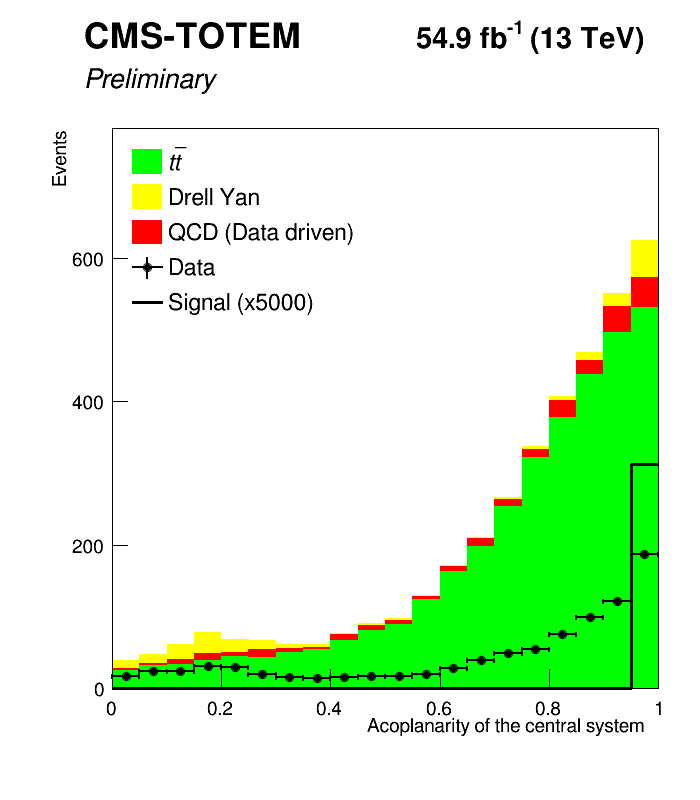 CMS-TOTEM 54.9 fb⁻¹ (13 TeV)
Preliminary
Events
tt̅
Drell Yan
QCD (Data driven)
Data
Signal (x5000)
600
400
200
0
0 0.2 0.4 0.6 0.8 1
Acoplanarity of the central system